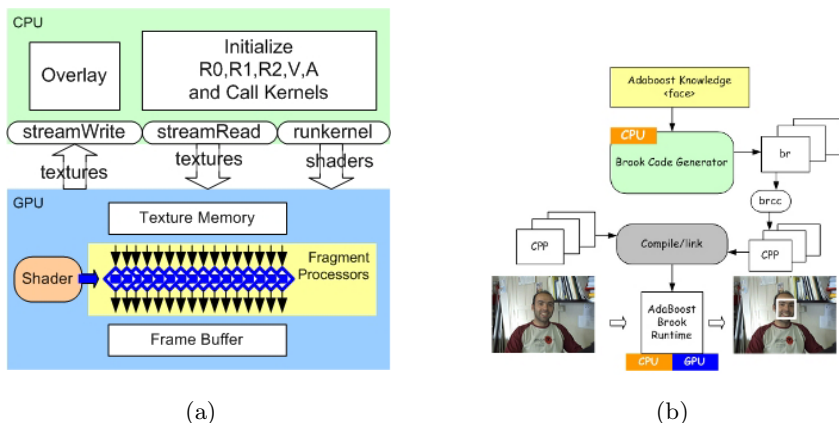 CPU
Overlay
Initialize
R0,R1,R2,V,A
and Call Kernels
streamWrite
streamRead
runkernel
textures
textures
shaders
GPU
Texture Memory
Shader
Fragment
Processors
Frame Buffer
(a)
Adaboost Knowledge
<face>
CPU
Brook Code Generator
br
brcc
CPP
Compile/link
CPP
AdaBoost
Brook
Runtime
CPU
GPU
(b)